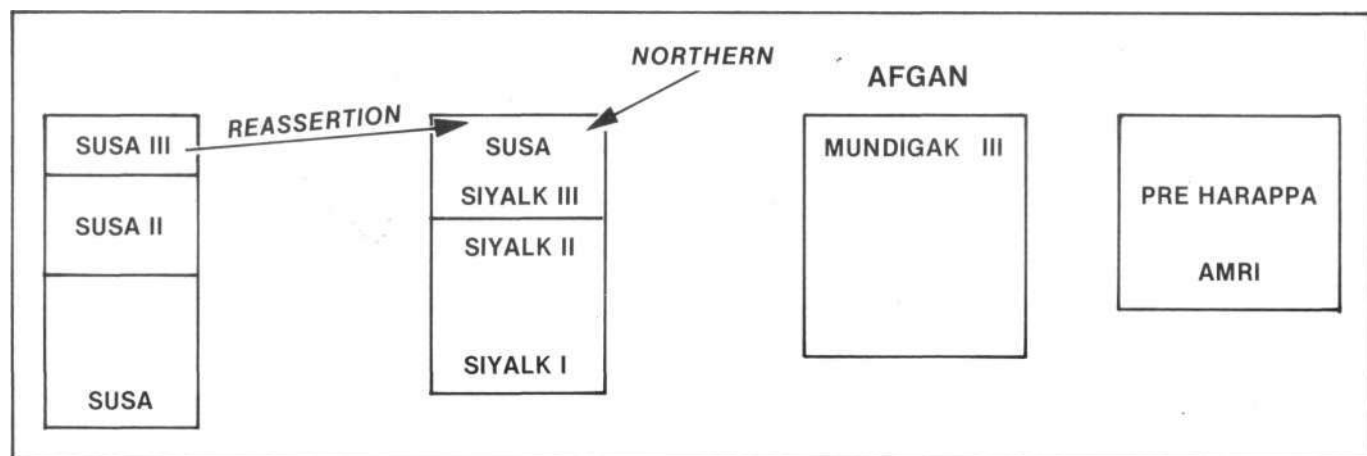 NORTHERN
AFGAN
REASSERTION
SUSA III
SUSA II
SUSA
SUSA
SIYALK III
SIYALK II
SIYALK I
MUNDIGAK III
PRE HARAPPA
AMRI